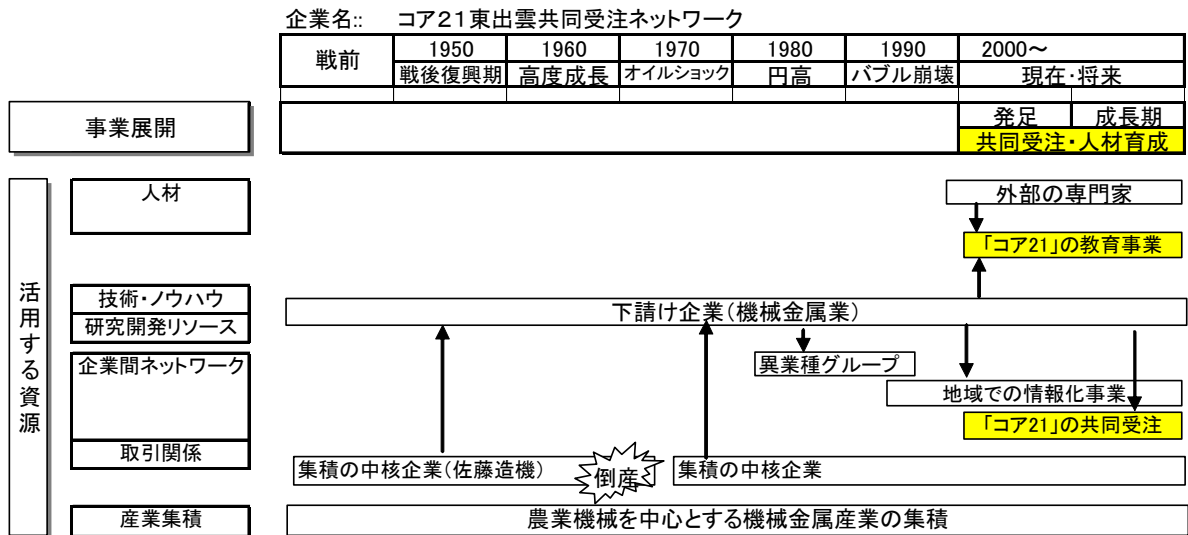 企業名:: コア21東出雲共同受注ネットワーク
戦前 1950 1960 1970 1980 1990 2000~
戦後復興期 高度成長 オイルショック 円高 バブル崩壊 現在・将来
事業展開 発足 成長期
共同受注・人材育成
活用する資源
人材 外部の専門家
「コア21」の教育事業
技術・ノウハウ
下請け企業(機械金属業)
研究開発リソース
企業間ネットワーク 異業種グループ
地域での情報化事業
「コア21」の共同受注
取引関係
集積の中核企業(佐藤造機) 倒産 集積の中核企業
産業集積 農業機械を中心とする機械金属産業の集積